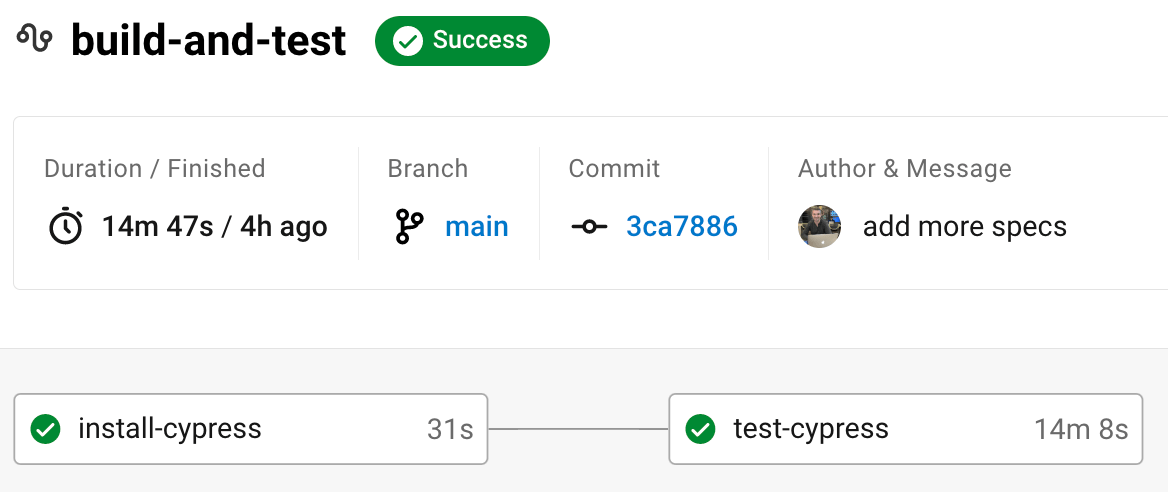 build-and-test Success
Duration / Finished Branch Commit Author & Message
14m 47s / 4h ago main 3ca7886 add more specs
install-cypress 31s test-cypress 14m 8s